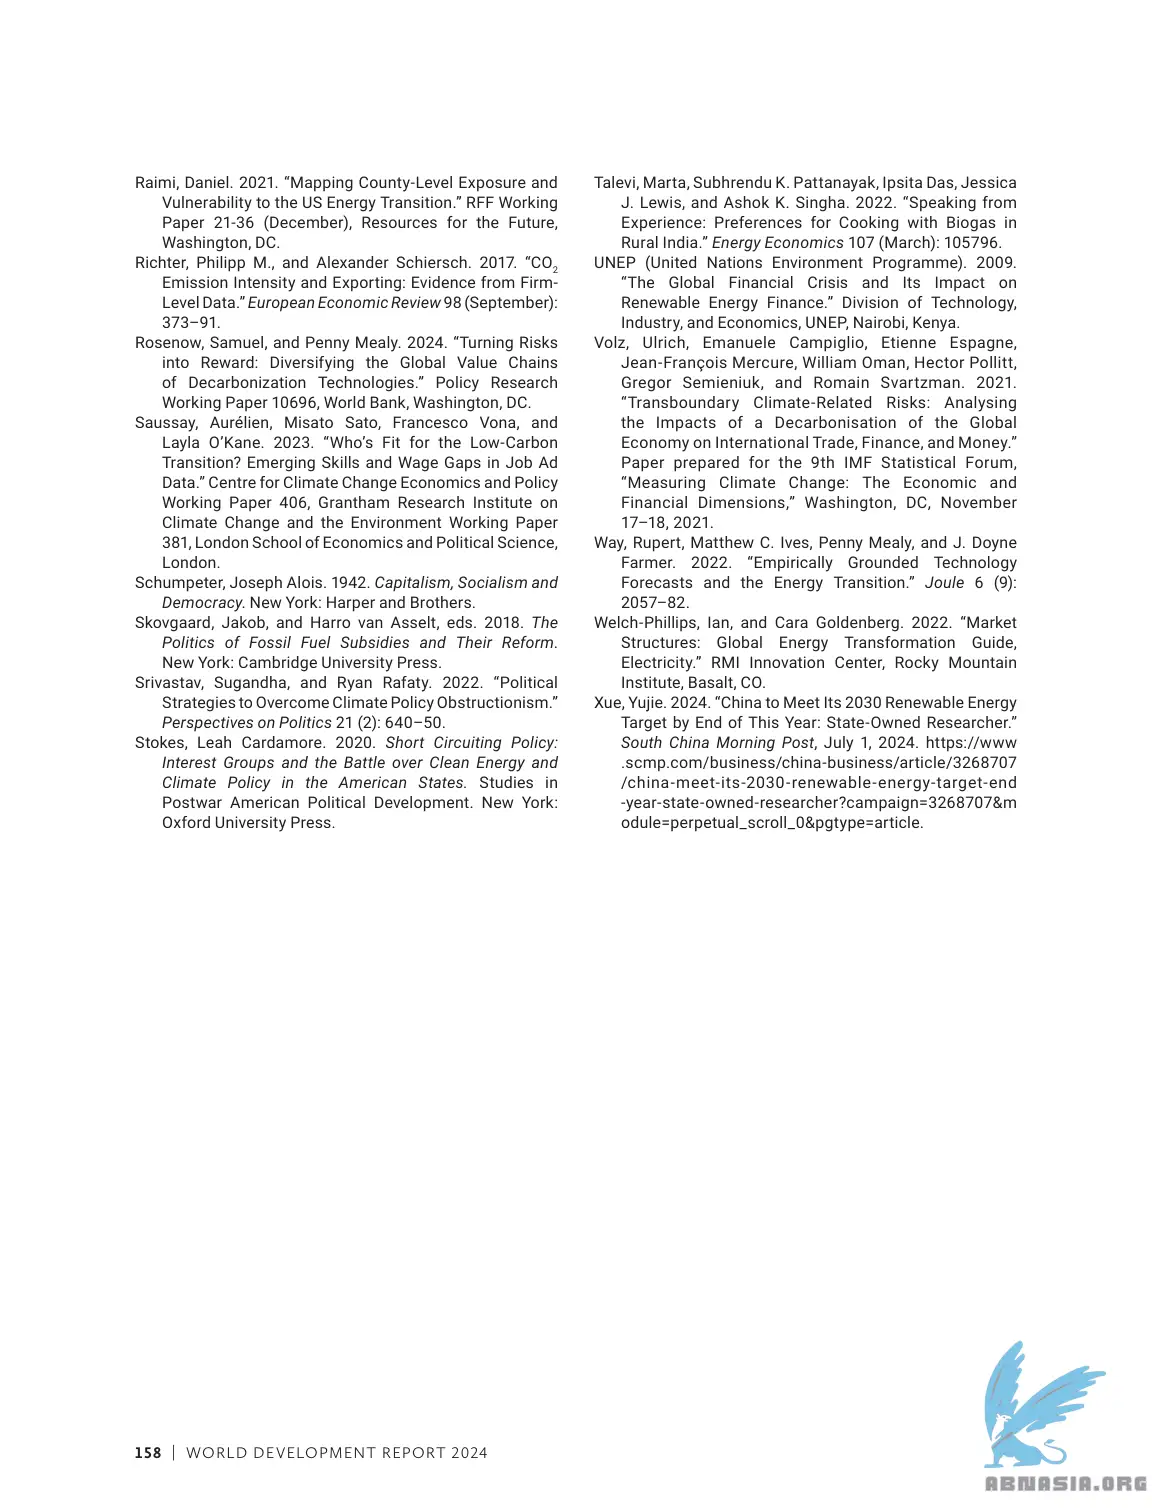 Raimi, Daniel. 2021. “Mapping County-Level Exposure and
Vulnerability to the US Energy Transition.” RFF Working
Paper 21-36 (December), Resources for the Future,
Washington, DC.
Richter, Philipp M., and Alexander Schiersch. 2017. “CO2
Emission Intensity and Exporting: Evidence from Firm-
Level Data.” European Economic Review 98 (September):
373–91.
Rosenow, Samuel, and Penny Mealy. 2024. “Turning Risks
into Reward: Diversifying the Global Value Chains
of Decarbonization Technologies.” Policy Research
Working Paper 10696, World Bank, Washington, DC.
Saussay, Aurélien, Misato Sato, Francesco Vona, and
Layla O’Kane. 2023. “Who’s Fit for the Low-Carbon
Transition? Emerging Skills and Wage Gaps in Job Ad
Data.” Centre for Climate Change Economics and Policy
Working Paper 406, Grantham Research Institute on
Climate Change and the Environment Working Paper
381, London School of Economics and Political Science,
London.
Schumpeter, Joseph Alois. 1942. Capitalism, Socialism and
Democracy. New York: Harper and Brothers.
Skovgaard, Jakob, and Harro van Asselt, eds. 2018. The
Politics of Fossil Fuel Subsidies and Their Reform.
New York: Cambridge University Press.
Srivastav, Sugandha, and Ryan Rafaty. 2022. “Political
Strategies to Overcome Climate Policy Obstructionism.”
Perspectives on Politics 21 (2): 640–50.
Stokes, Leah Cardamore. 2020. Short Circuiting Policy:
Interest Groups and the Battle over Clean Energy and
Climate Policy in the American States. Studies in
Postwar American Political Development. New York:
Oxford University Press.
Talevi, Marta, Subhrendu K. Pattanayak, Ipsita Das, Jessica
J. Lewis, and Ashok K. Singha. 2022. “Speaking from
Experience: Preferences for Cooking with Biogas in
Rural India.” Energy Economics 107 (March): 105796.
UNEP (United Nations Environment Programme). 2009.
“The Global Financial Crisis and Its Impact on
Renewable Energy Finance.” Division of Technology,
Industry, and Economics, UNEP, Nairobi, Kenya.
Volz, Ulrich, Emanuele Campiglio, Etienne Espagne,
Jean-François Mercure, William Oman, Hector Pollitt,
Gregor Semieniuk, and Romain Svartzman. 2021.
“Transboundary Climate-Related Risks: Analysing
the Impacts of a Decarbonisation of the Global
Economy on International Trade, Finance, and Money.”
Paper prepared for the 9th IMF Statistical Forum,
“Measuring Climate Change: The Economic and
Financial Dimensions,” Washington, DC, November
17–18, 2021.
Way, Rupert, Matthew C. Ives, Penny Mealy, and J. Doyne
Farmer. 2022. “Empirically Grounded Technology
Forecasts and the Energy Transition.” Joule 6 (9):
2057–82.
Welch-Phillips, Ian, and Cara Goldenberg. 2022. “Market
Structures: Global Energy Transformation Guide,
Electricity.” RMI Innovation Center, Rocky Mountain
Institute, Basalt, CO.
Xue, Yujie. 2024. “China to Meet Its 2030 Renewable Energy
Target by End of This Year: State-Owned Researcher.”
South China Morning Post, July 1, 2024. https://www
.scmp.com/business/china-business/article/3268707
/china-meet-its-2030-renewable-energy-target-end
-year-state-owned-researcher?campaign=3268707&m
odule=perpetual_scroll_0&pgtype=article.
158 | WORLD DEVELOPMENT REPORT 2024
ABNASIA.ORG